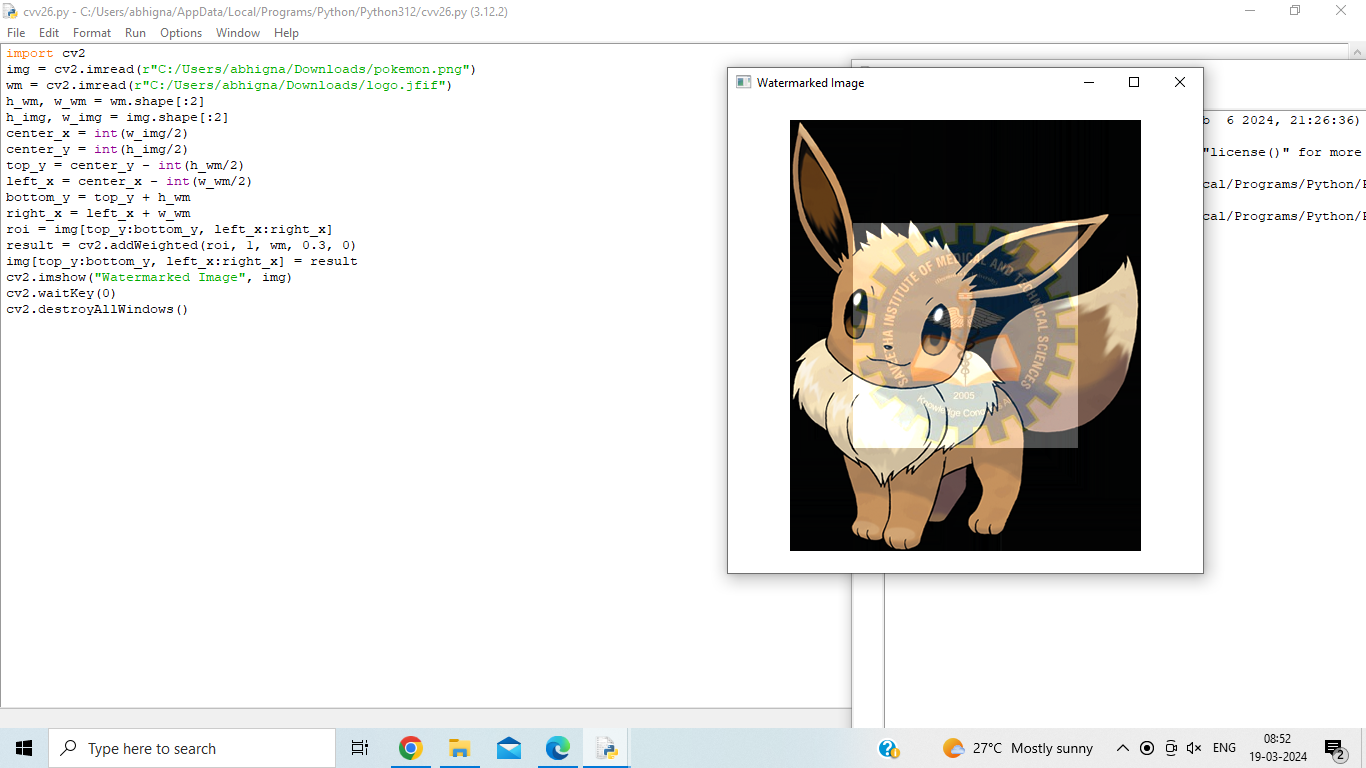 cvv26.py - C:/Users/abhigna/AppData/Local/Programs/Python/Python312/cvv26.py (3.12.2)
File Edit Format Run Options Window Help
import cv2
img = cv2.imread(r"C:/Users/abhigna/Downloads/pokemon.png")
wm = cv2.imread(r"C:/Users/abhigna/Downloads/logo.jfif")
h_wm, w_wm = wm.shape[:2]
h_img, w_img = img.shape[:2]
center_x = int(w_img/2)
center_y = int(h_img/2)
top_y = center_y - int(h_wm/2)
left_x = center_x - int(w_wm/2)
bottom_y = top_y + h_wm
right_x = left_x + w_wm
roi = img[top_y:bottom_y, left_x:right_x]
result = cv2.addWeighted(roi, 1, wm, 0.3, 0)
img[top_y:bottom_y, left_x:right_x] = result
cv2.imshow("Watermarked Image", img)
cv2.waitKey(0)
cv2.destroyAllWindows()
Watermarked Image
INSTITUTE OF MEDICAL AND TECHNICAL SCIENCES
2005
b 6 2024, 21:26:36)
"license()" for more
cal/Programs/Python/
cal/Programs/Python/
Type here to search
27°C Mostly sunny
ENG
08:52
19-03-2024
2